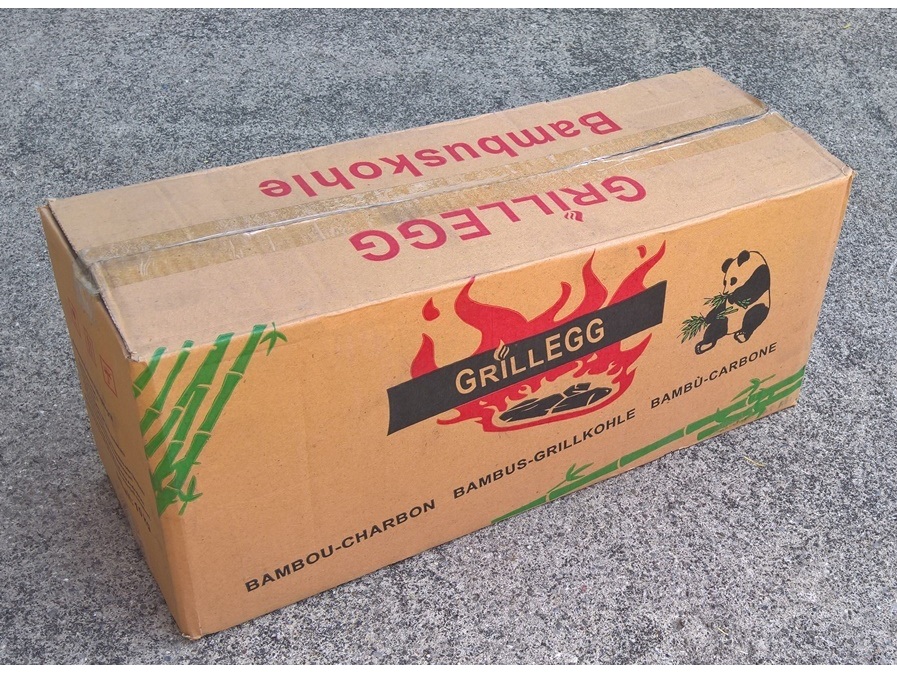 Bambuskohle
GRiLLEGG
GRiLLEGG
BAMBOU-CHARBON BAMBUS-GRILLKOHLE BAMBÙ-CARBONE